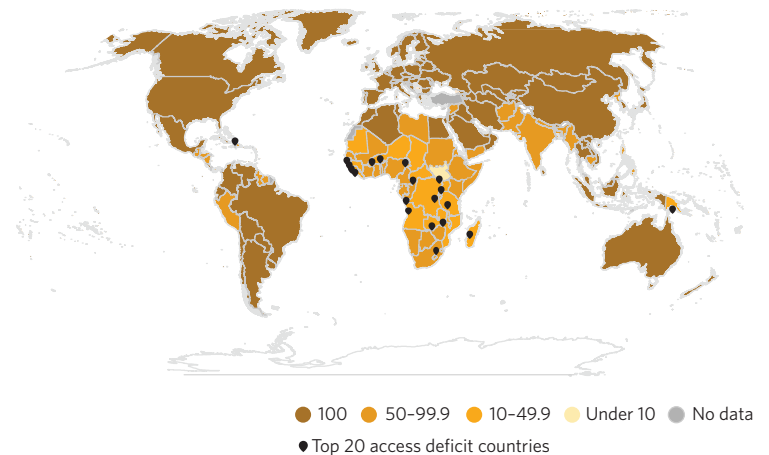 100 50–99.9 10–49.9 Under 10 No data
Top 20 access deficit countries